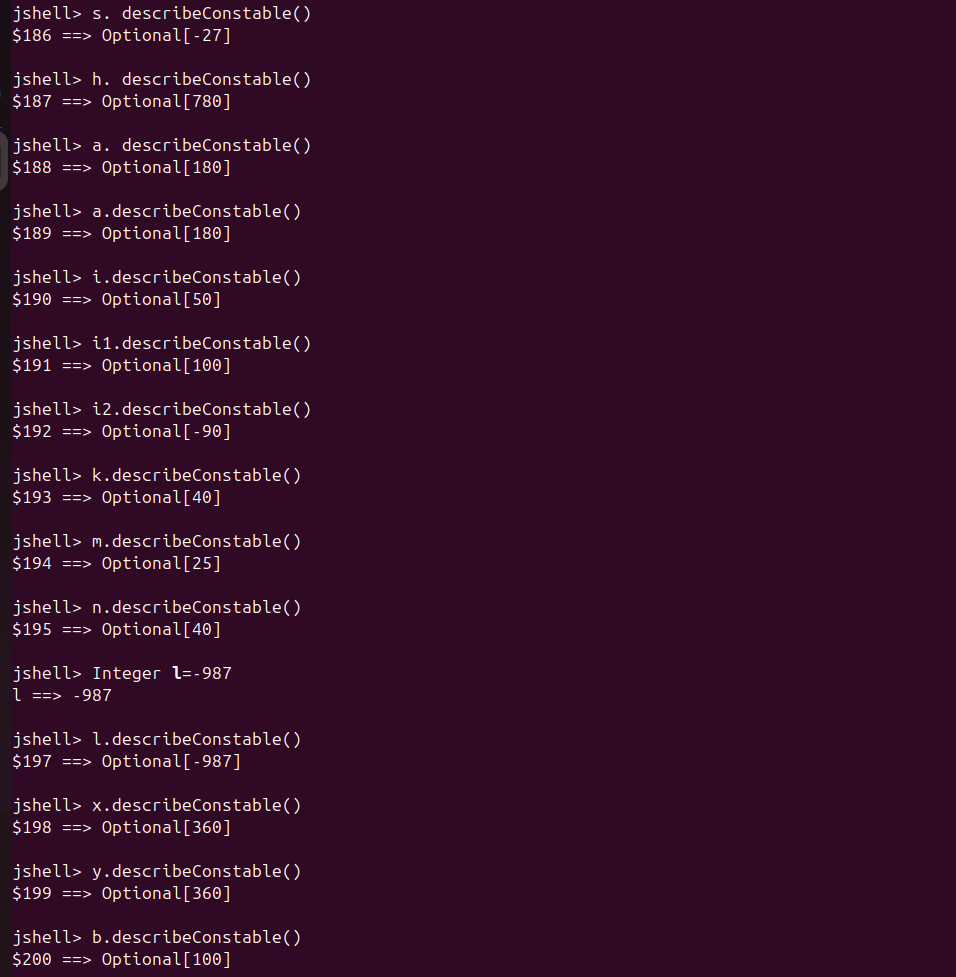 jshell> s. describeConstable()
$186 ==> Optional[-27]
jshell> h. describeConstable()
$187 ==> Optional[780]
jshell> a. describeConstable()
$188 ==> Optional[180]
jshell> a.describeConstable()
$189 ==> Optional[180]
jshell> i.describeConstable()
$190 ==> Optional[50]
jshell> i1.describeConstable()
$191 ==> Optional[100]
jshell> i2.describeConstable()
$192 ==> Optional[-90]
jshell> k.describeConstable()
$193 ==> Optional[40]
jshell> m.describeConstable()
$194 ==> Optional[25]
jshell> n.describeConstable()
$195 ==> Optional[40]
jshell> Integer l=-987
l ==> -987
jshell> l.describeConstable()
$197 ==> Optional[-987]
jshell> x.describeConstable()
$198 ==> Optional[360]
jshell> y.describeConstable()
$199 ==> Optional[360]
jshell> b.describeConstable()
$200 ==> Optional[100]